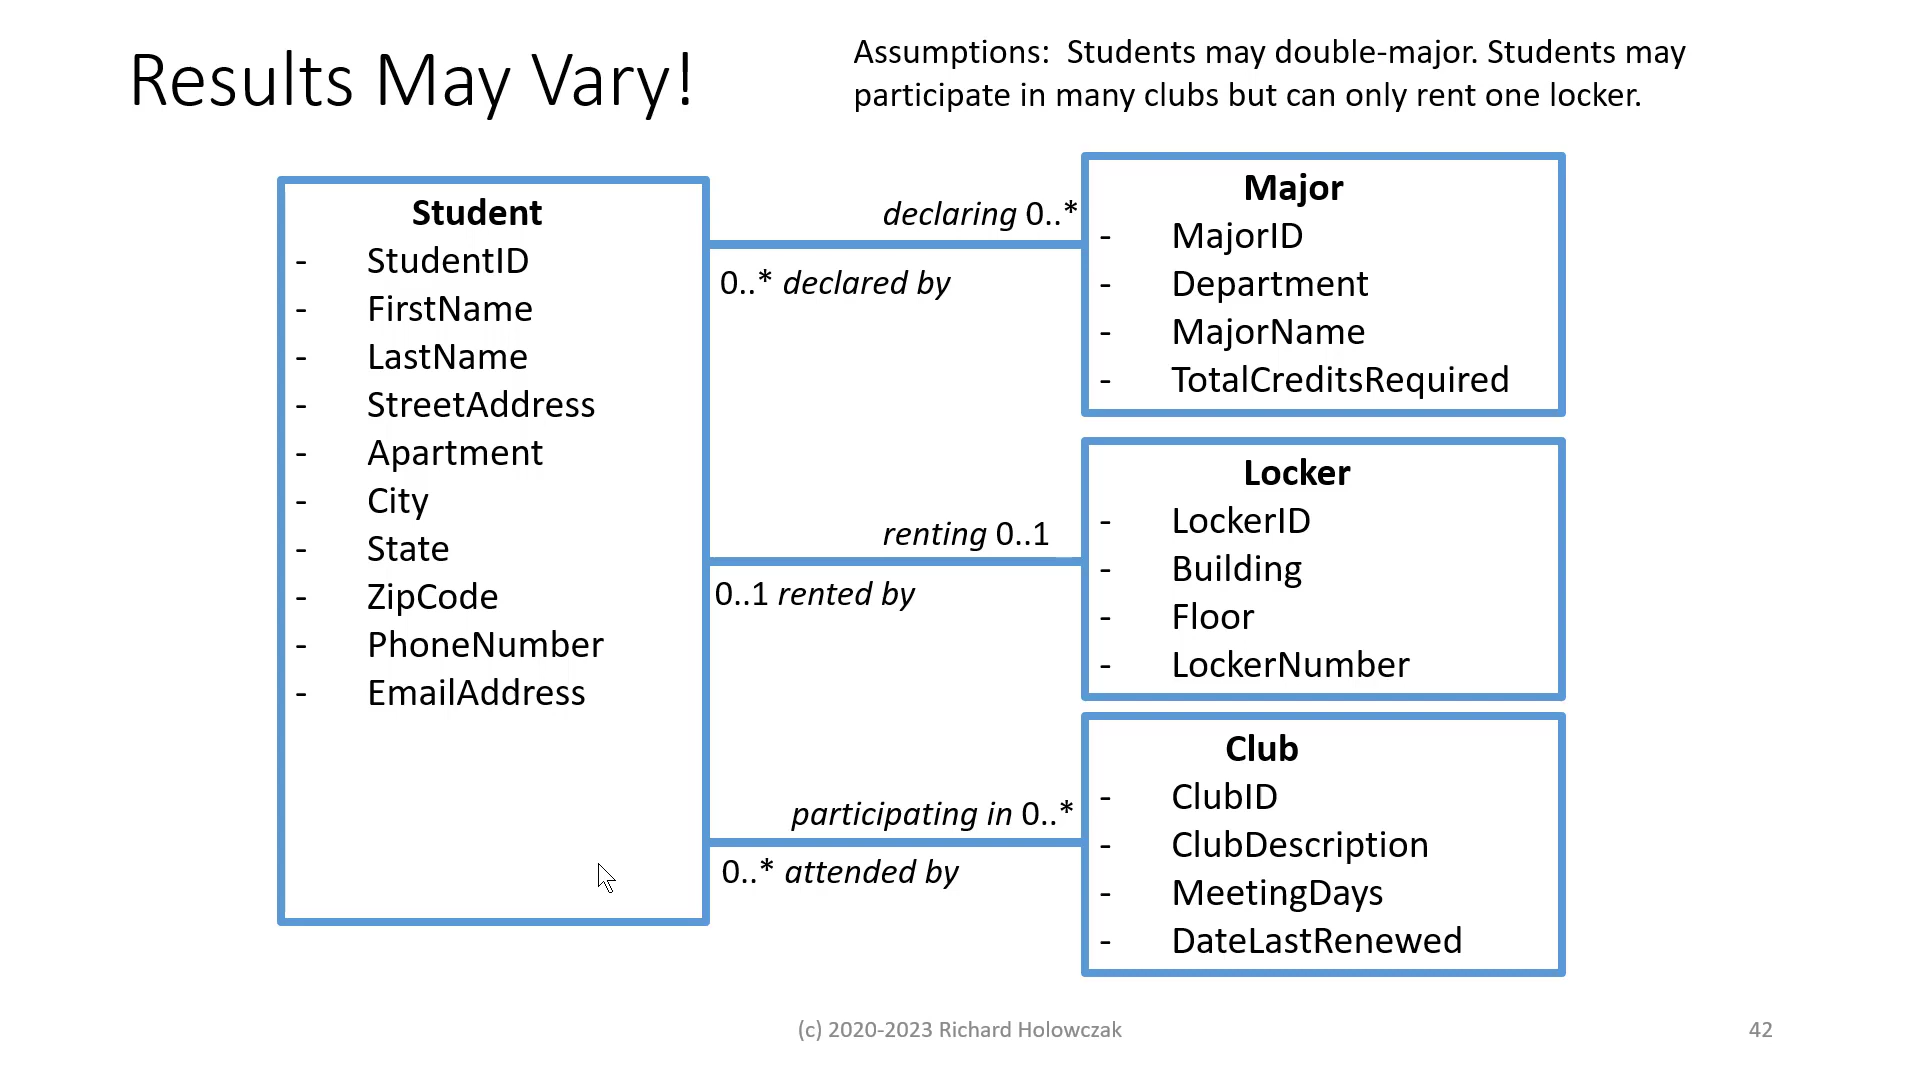 Results May Vary!
Assumptions:  Students may double-major. Students may
participate in many clubs but can only rent one locker.
Student
- StudentID
- FirstName
- LastName
- StreetAddress
- Apartment
- City
- State
- ZipCode
- PhoneNumber
- EmailAddress
declaring 0..*
0..* declared by
renting 0..1
0..1 rented by
participating in 0..*
0..* attended by
Major
- MajorID
- Department
- MajorName
- TotalCreditsRequired
Locker
- LockerID
- Building
- Floor
- LockerNumber
Club
- ClubID
- ClubDescription
- MeetingDays
- DateLastRenewed
(c) 2020-2023 Richard Holowczak
42